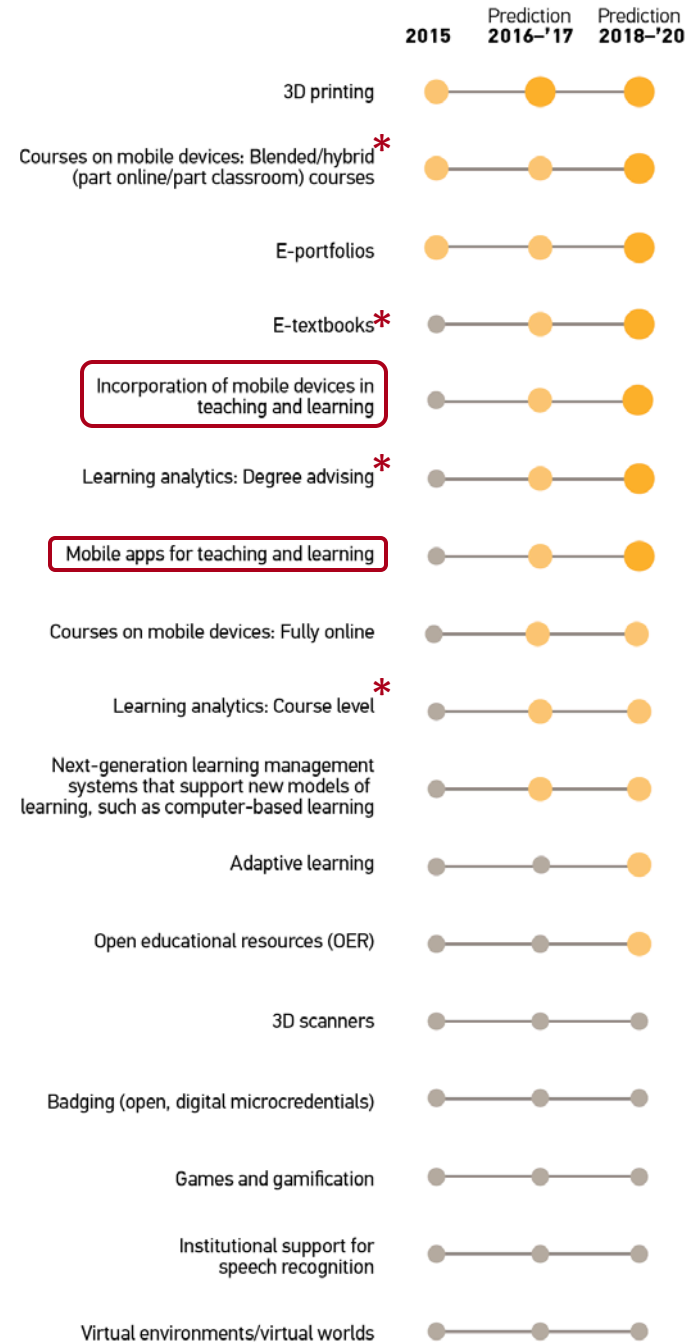 Prediction Prediction
2015 2016–’17 2018–’20
3D printing
Courses on mobile devices: Blended/hybrid*
(part online/part classroom) courses
E-portfolios
E-textbooks*
Incorporation of mobile devices in
teaching and learning
Learning analytics: Degree advising*
Mobile apps for teaching and learning
Courses on mobile devices: Fully online
Learning analytics: Course level*
Next-generation learning management
systems that support new models of
learning, such as computer-based learning
Adaptive learning
Open educational resources (OER)
3D scanners
Badging (open, digital microcredentials)
Games and gamification
Institutional support for
speech recognition
Virtual environments/virtual worlds